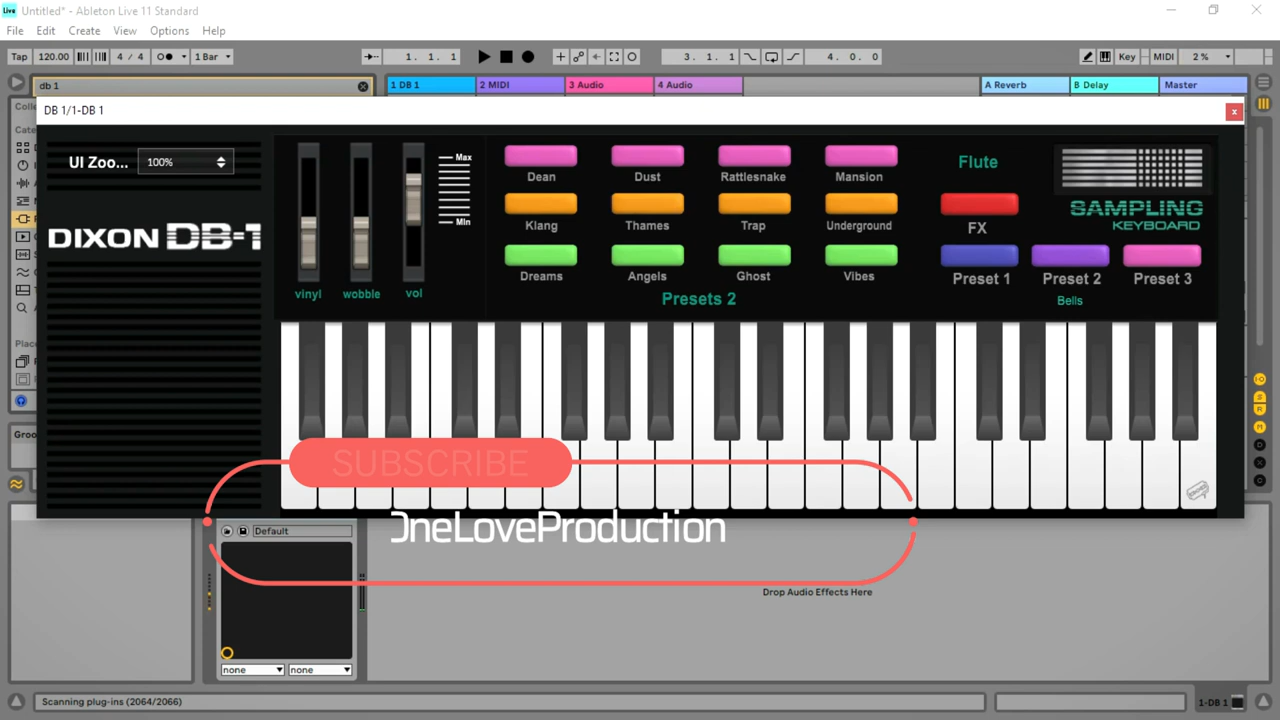 Live Untitled* - Ableton Live 11 Standard
File Edit Create View Options Help
Tap 120.00 4 / 4 1 Bar 1. 1. 1 3. 1. 1 4. 0. 0 Key MIDI 2 %
db 1 1 DB 1 2 MIDI 3 Audio 4 Audio A Reverb B Delay Master
DB 1/1-DB 1 x
UI Zoo... 100%
DIXON DB-1
vinyl wobble vol
Max
Min
Dean Dust Rattlesnake Mansion
Klang Thames Trap Underground
Dreams Angels Ghost Vibes
Presets 2
Flute
FX
Preset 1 Preset 2 Preset 3
Bells
SAMPLING
KEYBOARD
Cate
Place
Groo
SUBSCRIBE
OneLoveProduction
Default
Drop Audio Effects Here
none none
Scanning plug-ins (2064/2066)
1-DB 1